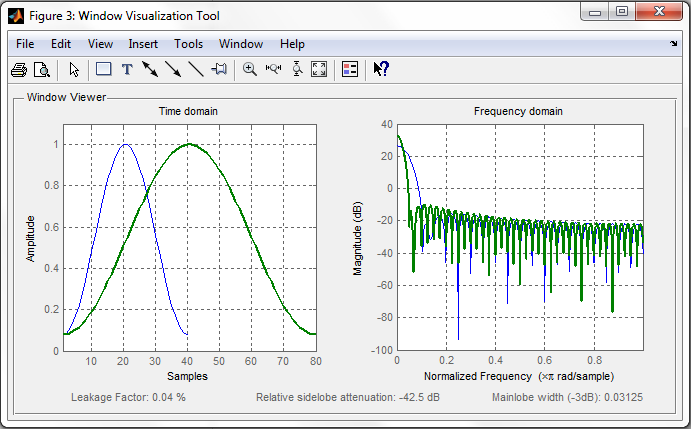 Figure 3: Window Visualization Tool
File Edit View Insert Tools Window Help
Window Viewer
Time domain
1
0.8
0.6
0.4
0.2
0
Amplitude
10 20 30 40 50 60 70 80
Samples
Frequency domain
40
20
0
-20
-40
-60
-80
-100
Magnitude (dB)
0 0.2 0.4 0.6 0.8
Normalized Frequency (×π rad/sample)
Leakage Factor: 0.04 % Relative sidelobe attenuation: -42.5 dB Mainlobe width (-3dB): 0.03125